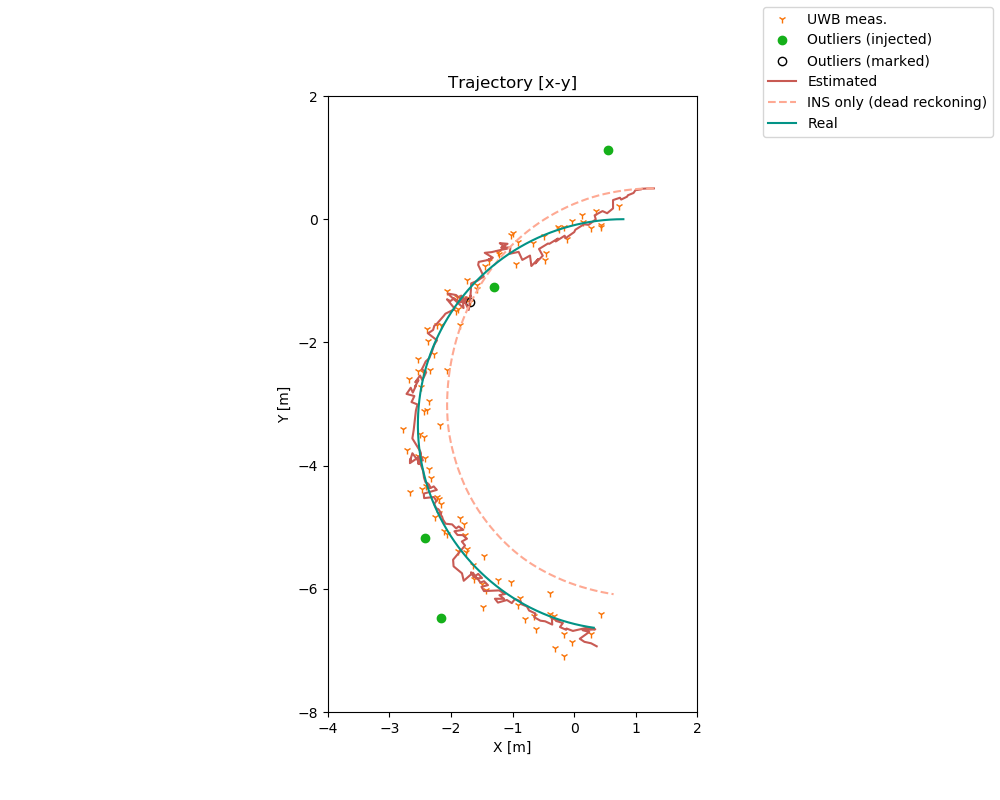 UWB meas.
Outliers (injected)
Outliers (marked)
Estimated
INS only (dead reckoning)
Real
Trajectory [x-y]
2
0
−2
−4
−6
−8
Y [m]
−4 −3 −2 −1 0 1 2
X [m]